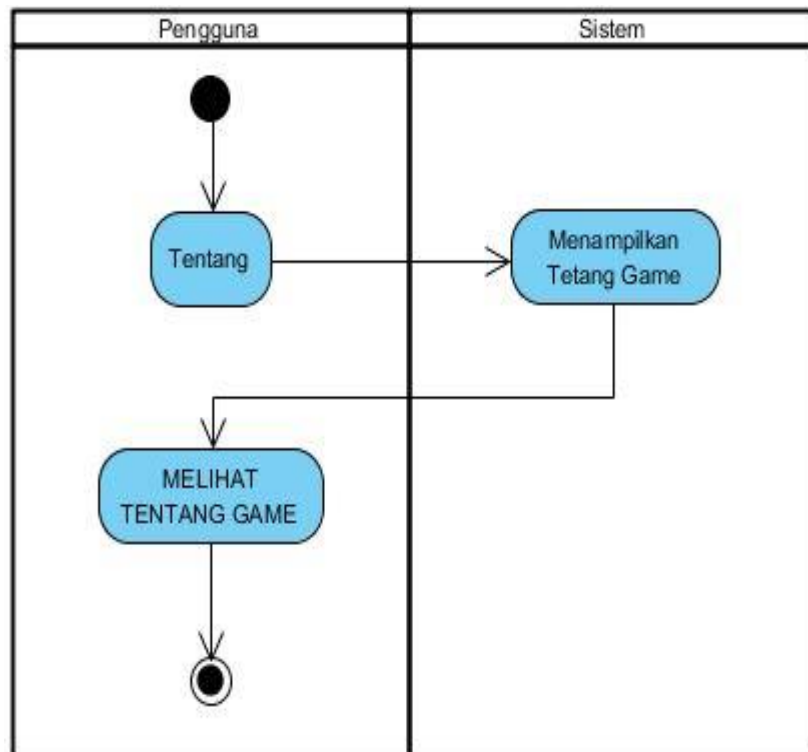 Pengguna
Sistem
Tentang
Menampilkan
Tetang Game
MELIHAT
TENTANG GAME